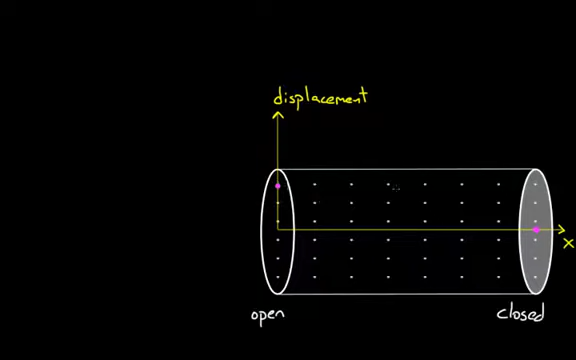 displacement
x
open
closed